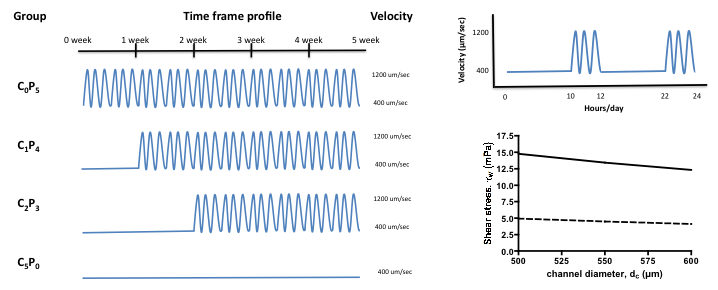 Group Time frame profile Velocity
0 week 1 week 2 week 3 week 4 week 5 week
C0P5 1200 um/sec
400 um/sec
C1P4 1200 um/sec
400 um/sec
C2P3 1200 um/sec
400 um/sec
C5P0 400 um/sec
Velocity (μm/sec)
1200
400
0 10 12 22 24
Hours/day
Shear stress, τw (mPa)
17.5
15.0
12.5
10.0
7.5
5.0
2.5
0.0
500 525 550 575 600
channel diameter, dc (μm)